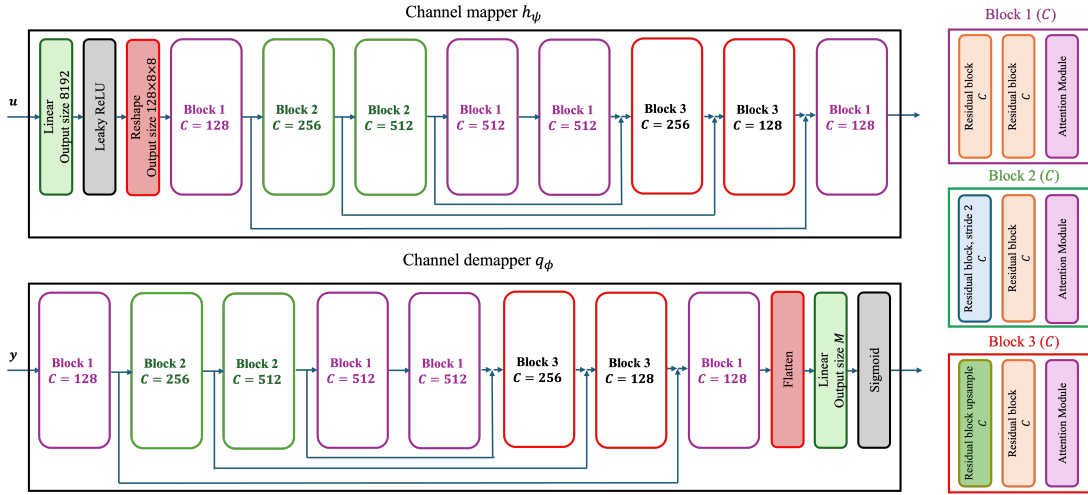 Channel mapper h_ψ
u
Linear
Output size 8192
Leaky ReLU
Reshape
Output size 128×8×8
Block 1
C = 128
Block 2
C = 256
Block 2
C = 512
Block 1
C = 512
Block 1
C = 512
Block 3
C = 256
Block 3
C = 128
Block 1
C = 128
Channel demapper q_ϕ
y
Block 1
C = 128
Block 2
C = 256
Block 2
C = 512
Block 1
C = 512
Block 1
C = 512
Block 3
C = 256
Block 3
C = 128
Block 1
C = 128
Flatten
Linear
Output size M
Sigmoid
Block 1 (C)
Residual block
C
Residual block
C
Attention Module
Block 2 (C)
Residual block, stride 2
C
Residual block
C
Attention Module
Block 3 (C)
Residual block upsample
C
Residual block
C
Attention Module